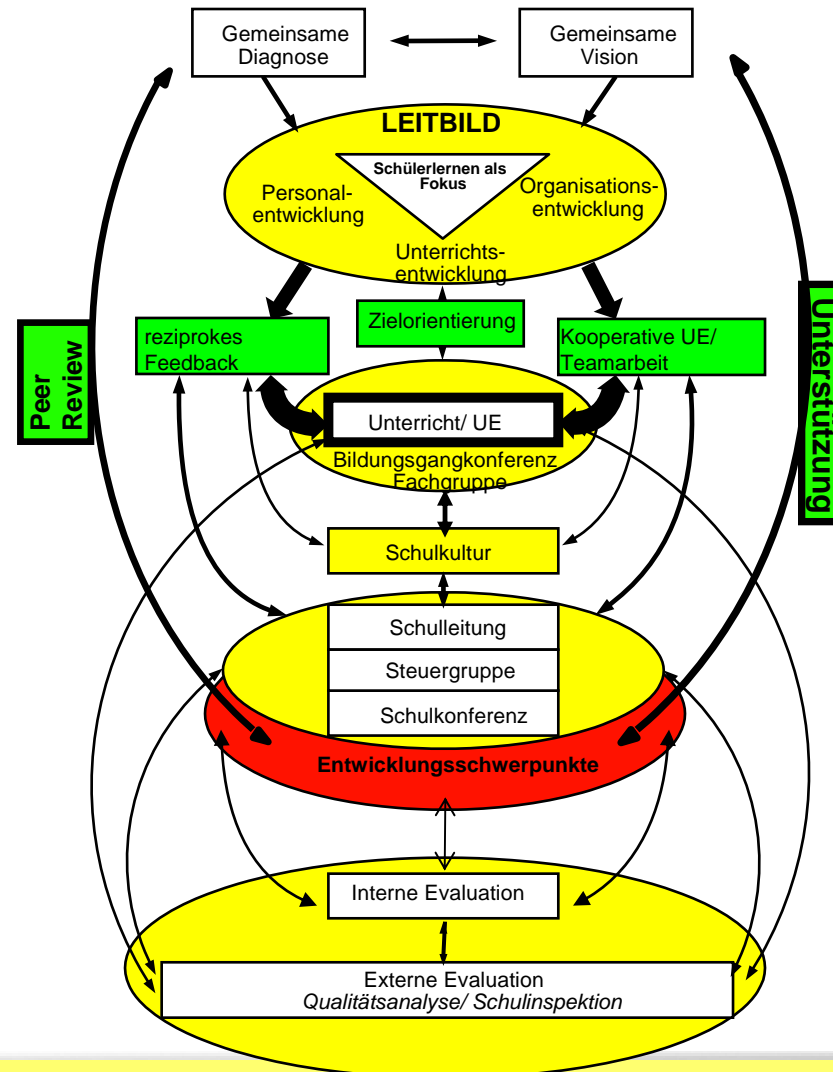 Gemeinsame
Diagnose
Gemeinsame
Vision
LEITBILD
Schülerlernen als
Fokus
Personal-
entwicklung
Organisations-
entwicklung
Unterrichts-
entwicklung
reziprokes
Feedback
Zielorientierung
Kooperative UE/
Teamarbeit
Peer
Review
Unterstützung
Unterricht/ UE
Bildungsgangkonferenz
Fachgruppe
Schulkultur
Schulleitung
Steuergruppe
Schulkonferenz
Entwicklungsschwerpunkte
Interne Evaluation
Externe Evaluation
Qualitätsanalyse/ Schulinspektion